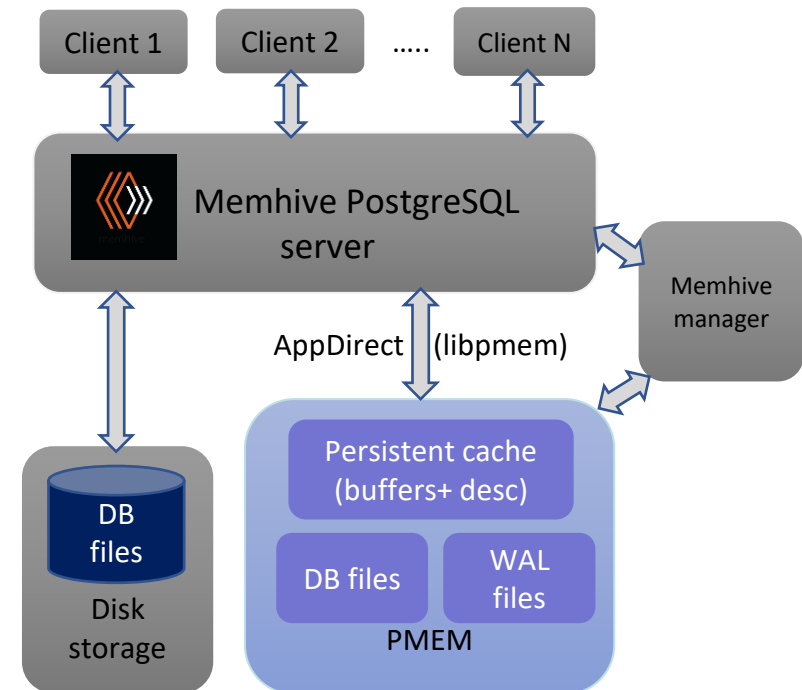 Client 1
Client 2
.....
Client N
Memhive PostgreSQL
server
Memhive
manager
AppDirect
(libpmem)
Persistent cache
(buffers+ desc)
DB
files
DB files
WAL
files
Disk
storage
PMEM